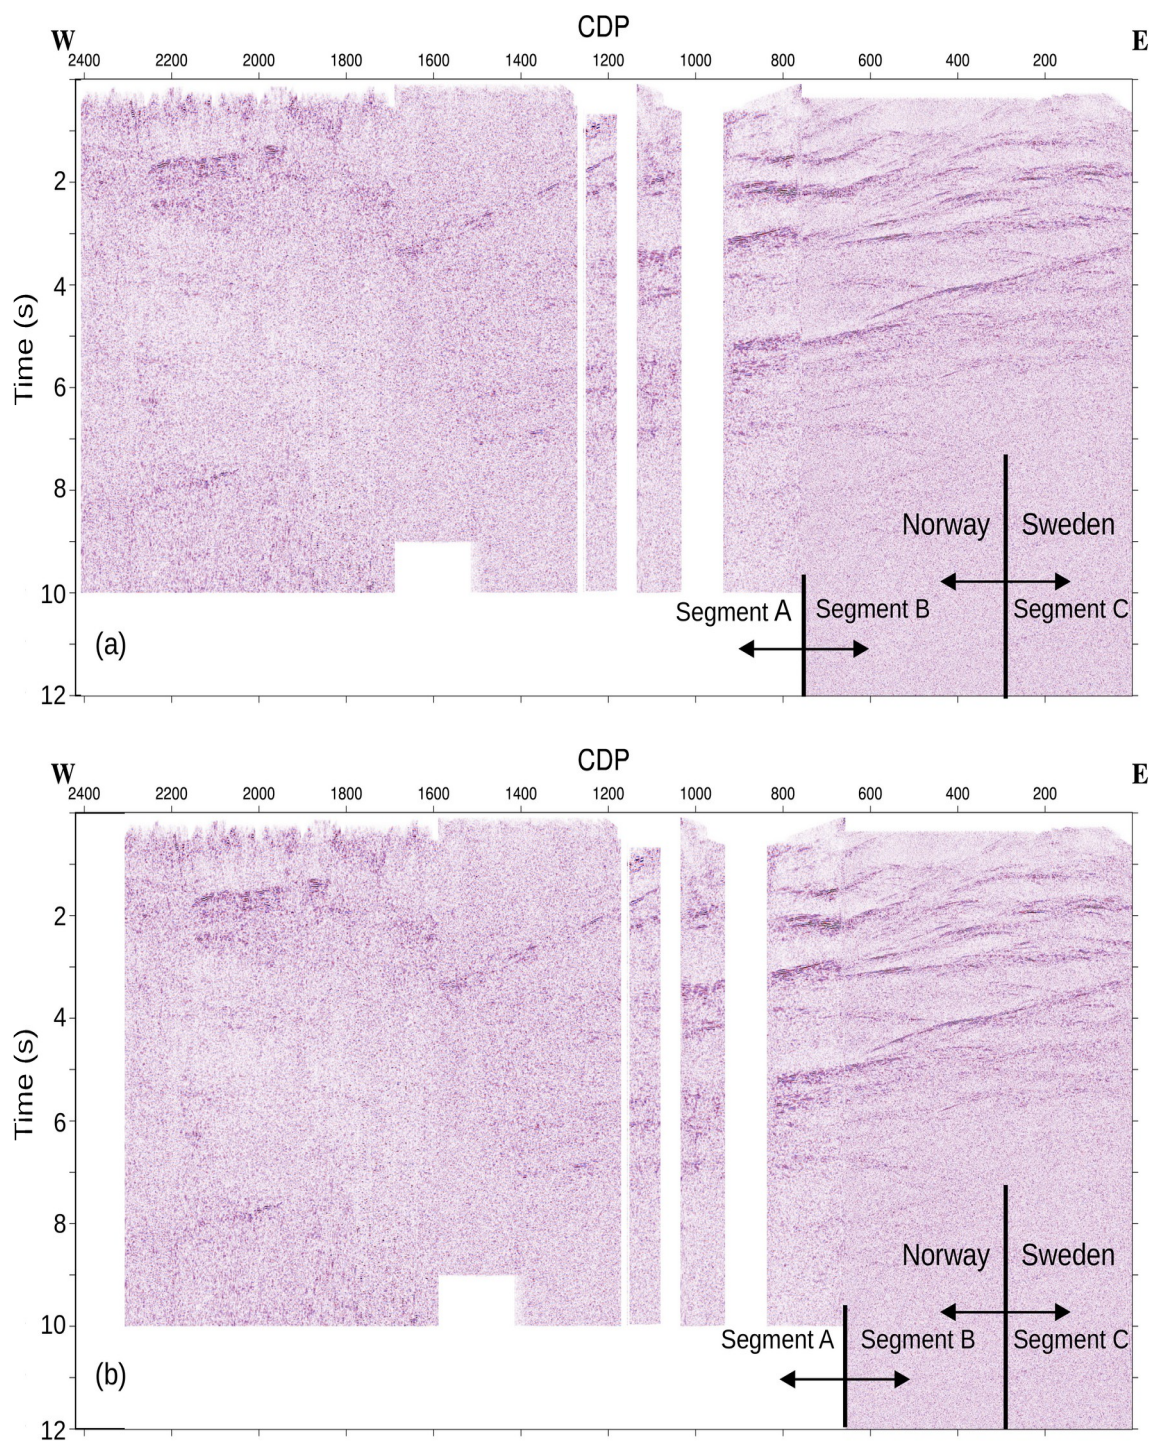 CDP
W E
2400 2200 2000 1800 1600 1400 1200 1000 800 600 400 200
2
4
Time (s)
6
8
Norway Sweden
10
Segment A Segment B Segment C
(a)
12
CDP
W E
2400 2200 2000 1800 1600 1400 1200 1000 800 600 400 200
2
4
Time (s)
6
8
Norway Sweden
10
Segment A Segment B Segment C
(b)
12